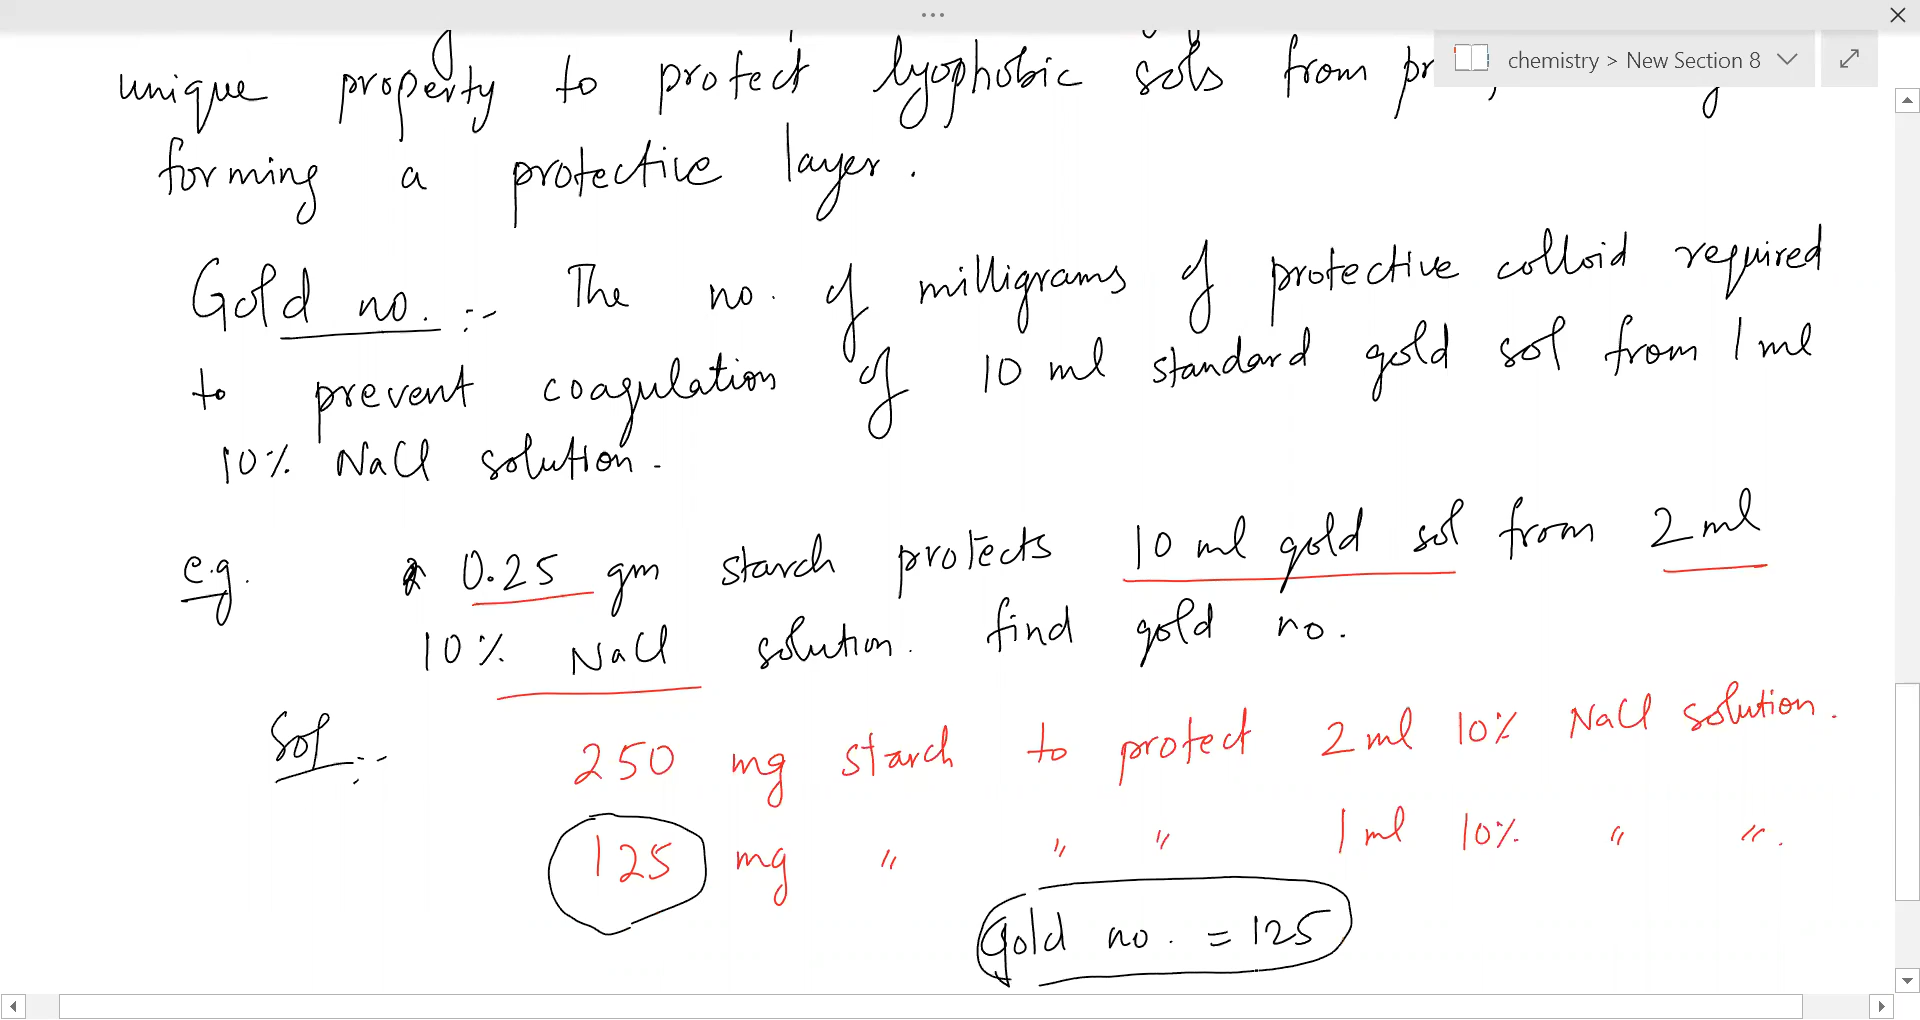 chemistry > New Section 8
unique property to protect lyophobic sols from
forming a protective layer.
Gold no. :- The no. of milligrams of protective colloid required
to prevent coagulation of 10 ml standard gold sol from 1 ml
10% NaCl solution.
e.g. 0.25 gm starch protects 10 ml gold sol from 2 ml
10% NaCl solution. find gold no.
Sol :- 250 mg starch to protect 2 ml 10% NaCl solution.
125 mg " " " 1 ml 10% " ".
gold no. = 125